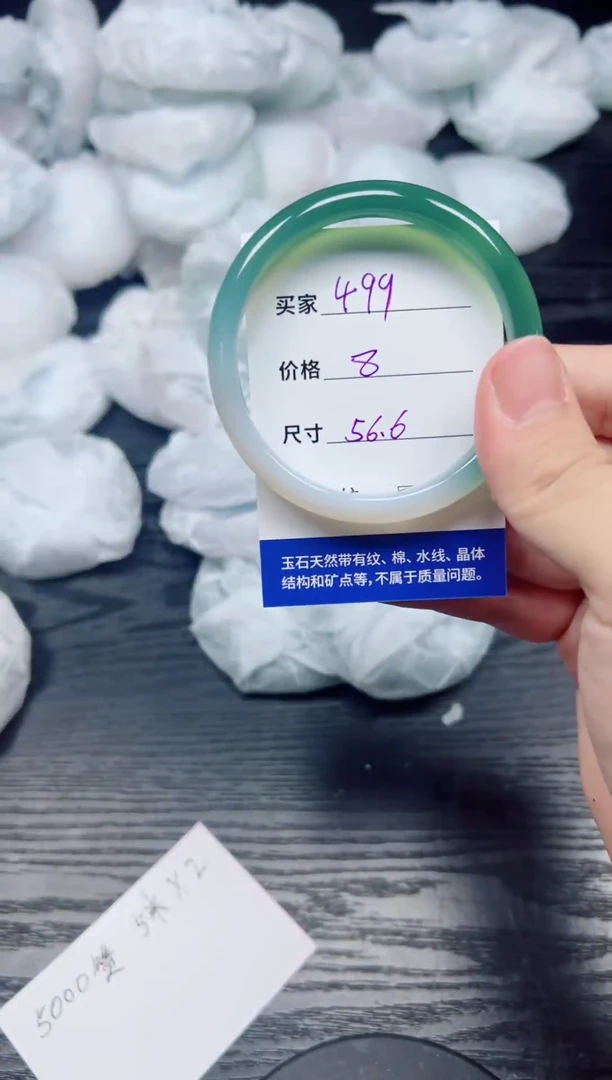 买家 499
价格 8
尺寸 56.6
玉石天然带有纹、棉、水线、晶体
结构和矿点等,不属于质量问题。
5000赞 5米×2